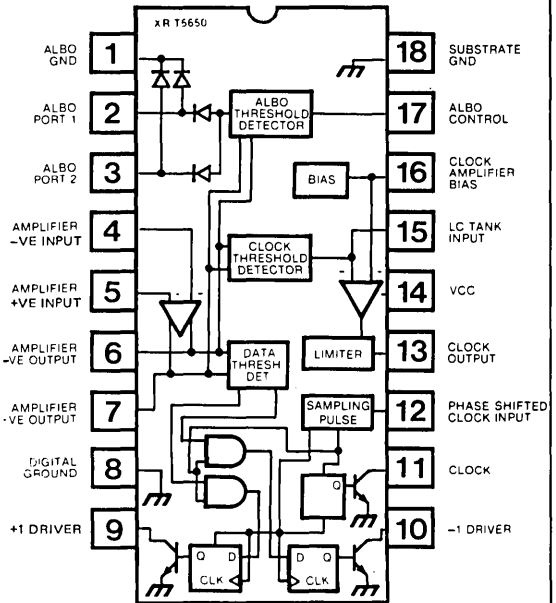 XR T5650
ALBO
GND
1
ALBO
PORT 1
2
ALBO
PORT 2
3
AMPLIFIER
-VE INPUT
4
AMPLIFIER
+VE INPUT
5
AMPLIFIER
-VE OUTPUT
6
AMPLIFIER
-VE OUTPUT
7
DIGITAL
GROUND
8
+1 DRIVER
9
18
SUBSTRATE
GND
17
ALBO
CONTROL
16
CLOCK
AMPLIFIER
BIAS
15
LC TANK
INPUT
14
VCC
13
CLOCK
OUTPUT
12
PHASE SHIFTED
CLOCK INPUT
11
CLOCK
10
-1 DRIVER
ALBO
THRESHOLD
DETECTOR
BIAS
CLOCK
THRESHOLD
DETECTOR
LIMITER
DATA
THRESH
DET
SAMPLING
PULSE
Q
Q D
CLK
D Q
CLK